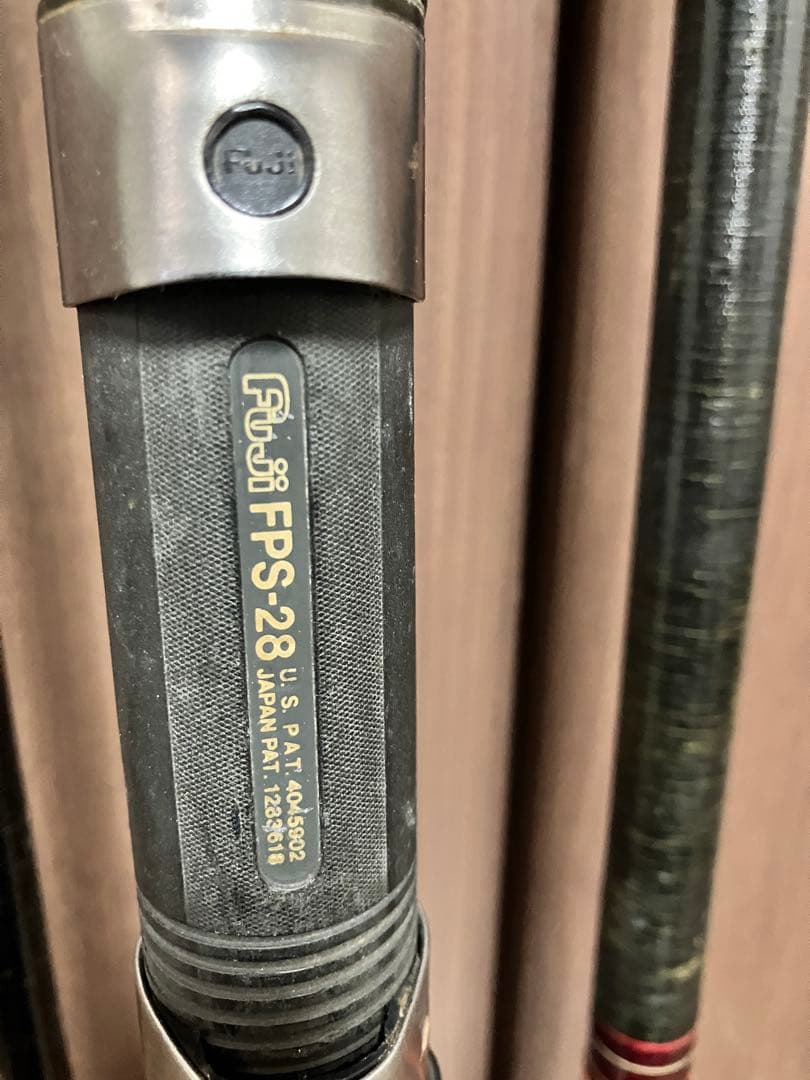 Fuji
Fuji FPS-28
U. S. PAT. 4045902
JAPAN PAT. 1283618